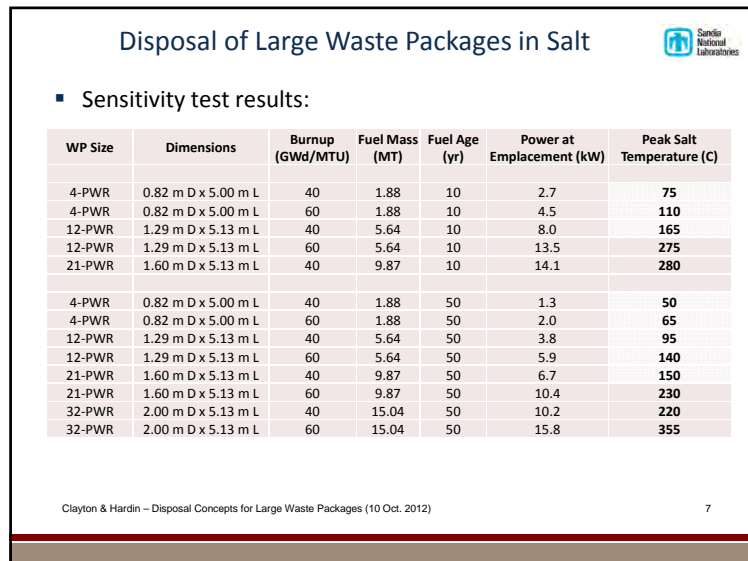 Disposal of Large Waste Packages in Salt
Sandia
National
Laboratories
▪ Sensitivity test results:
WP Size Dimensions Burnup (GWd/MTU) Fuel Mass (MT) Fuel Age (yr) Power at Emplacement (kW) Peak Salt Temperature (C)
4-PWR 0.82 m D x 5.00 m L 40 1.88 10 2.7 75
4-PWR 0.82 m D x 5.00 m L 60 1.88 10 4.5 110
12-PWR 1.29 m D x 5.13 m L 40 5.64 10 8.0 165
12-PWR 1.29 m D x 5.13 m L 60 5.64 10 13.5 275
21-PWR 1.60 m D x 5.13 m L 40 9.87 10 14.1 280
4-PWR 0.82 m D x 5.00 m L 40 1.88 50 1.3 50
4-PWR 0.82 m D x 5.00 m L 60 1.88 50 2.0 65
12-PWR 1.29 m D x 5.13 m L 40 5.64 50 3.8 95
12-PWR 1.29 m D x 5.13 m L 60 5.64 50 5.9 140
21-PWR 1.60 m D x 5.13 m L 40 9.87 50 6.7 150
21-PWR 1.60 m D x 5.13 m L 60 9.87 50 10.4 230
32-PWR 2.00 m D x 5.13 m L 40 15.04 50 10.2 220
32-PWR 2.00 m D x 5.13 m L 60 15.04 50 15.8 355
Clayton & Hardin – Disposal Concepts for Large Waste Packages (10 Oct. 2012) 7